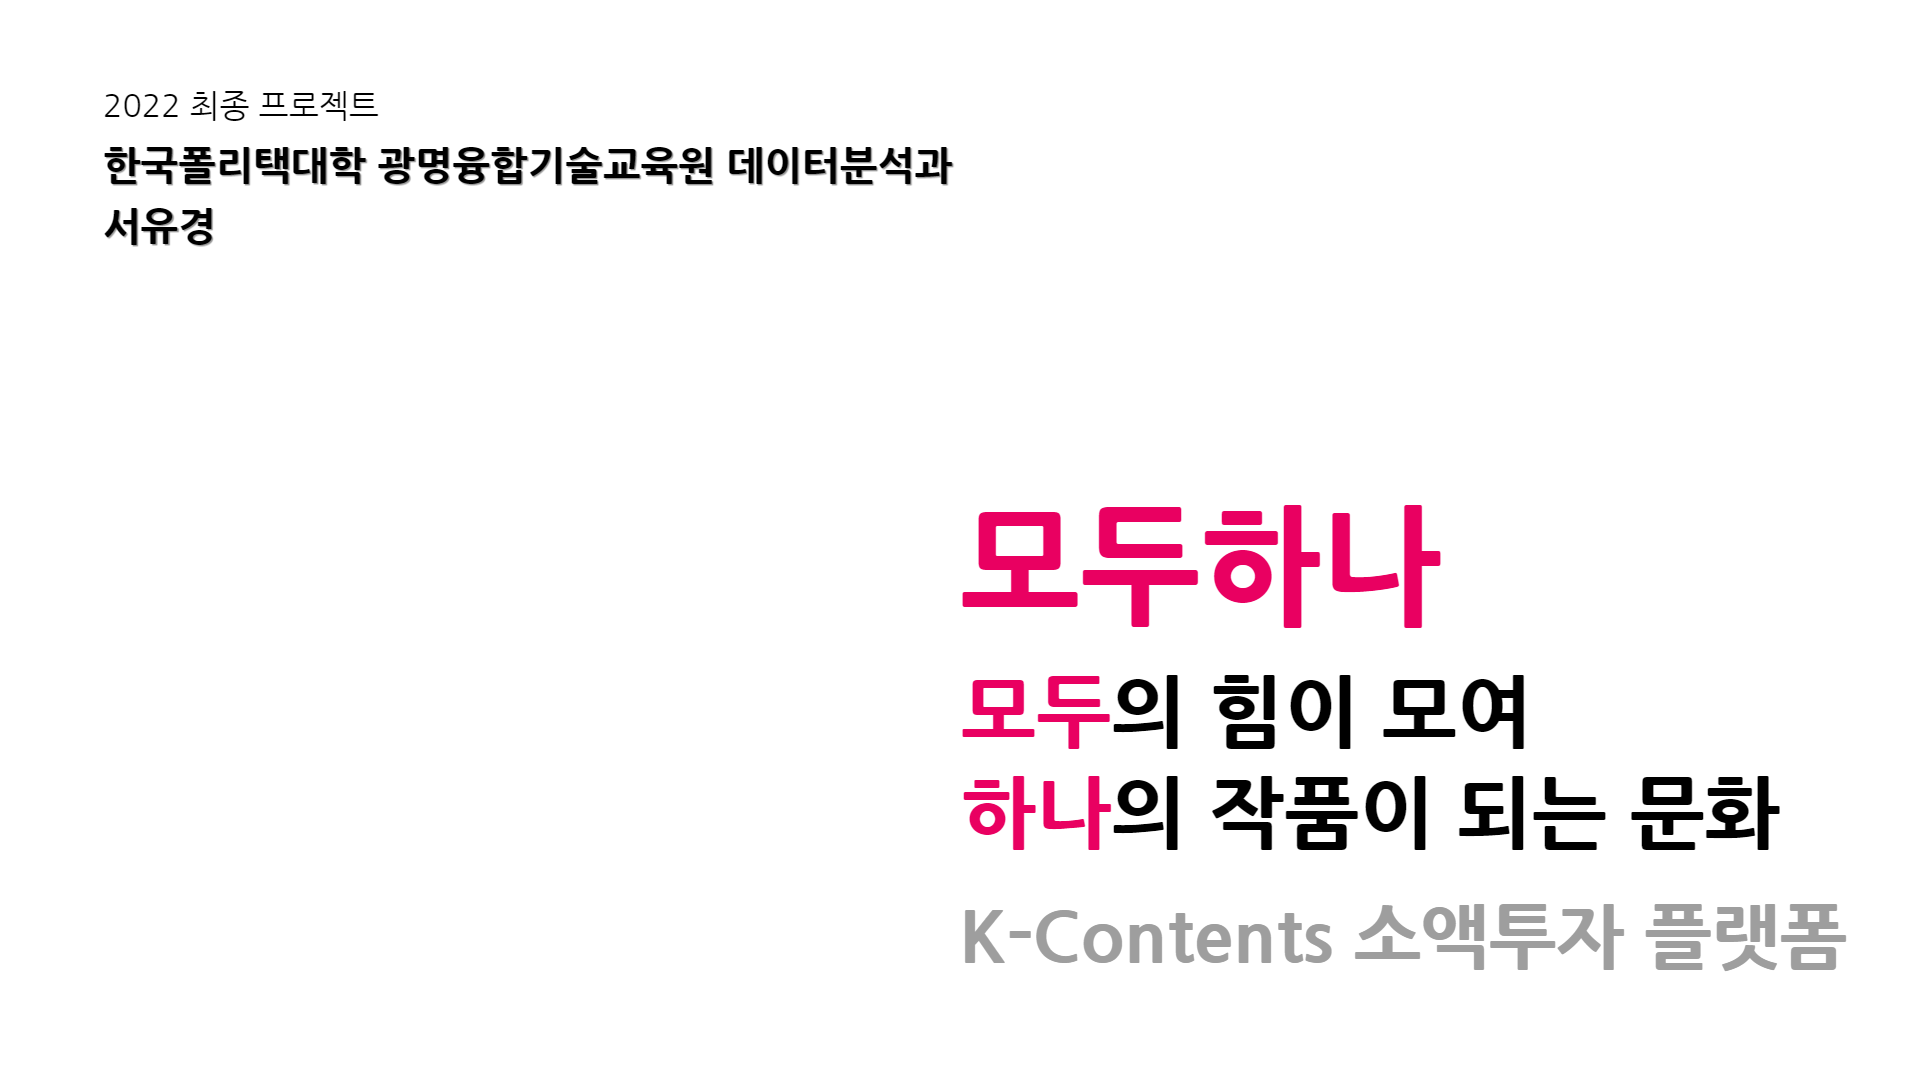 2022 최종 프로젝트
한국폴리택대학 광명융합기술교육원 데이터분석과
서유경
모두하나
모두의 힘이 모여
하나의 작품이 되는 문화
K-Contents 소액투자 플랫폼